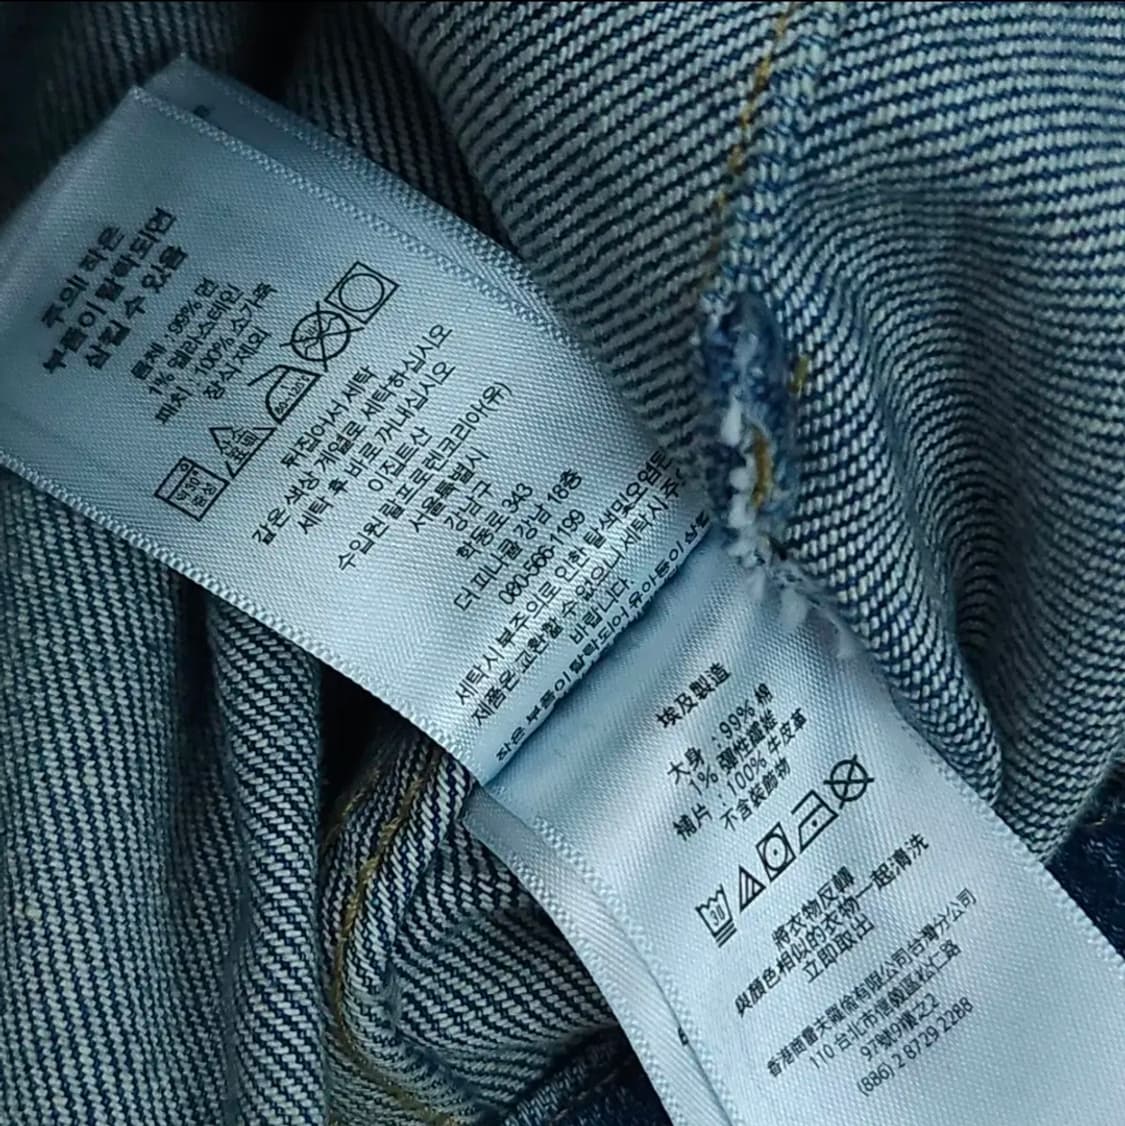 주의! 작은
부품이 탈락되면
삼킬 수 있음
몸체 : 99% 면
1% 엘라스테인
패치 : 100% 소가죽
장식 제외
뒤집어서 세탁
같은 색상 계열로 세탁하십시오
세탁 후 바로 꺼내십시오
이집트산
수입원 랄프로렌코리아(유)
서울특별시
강남구
학동로 343
더 피나클 강남 18층
080-566-1199
세탁시 부주의로 인한 탈색 및 오염된
제품은 교환할 수 없으니 세탁시 주
바랍니다.
작은 부품이 탈락되어 유아들이 삼킬
埃及製造
大身 : 99% 棉
1% 彈性纖維
補片 : 100% 牛皮革
不含裝飾物
30
將衣物反轉
與顏色相似的衣物一起清洗
立即取出
香港商雷夫羅倫有限公司台灣分公司
110 台北市信義區松仁路
97號9樓之2
(886) 2 8729 2288